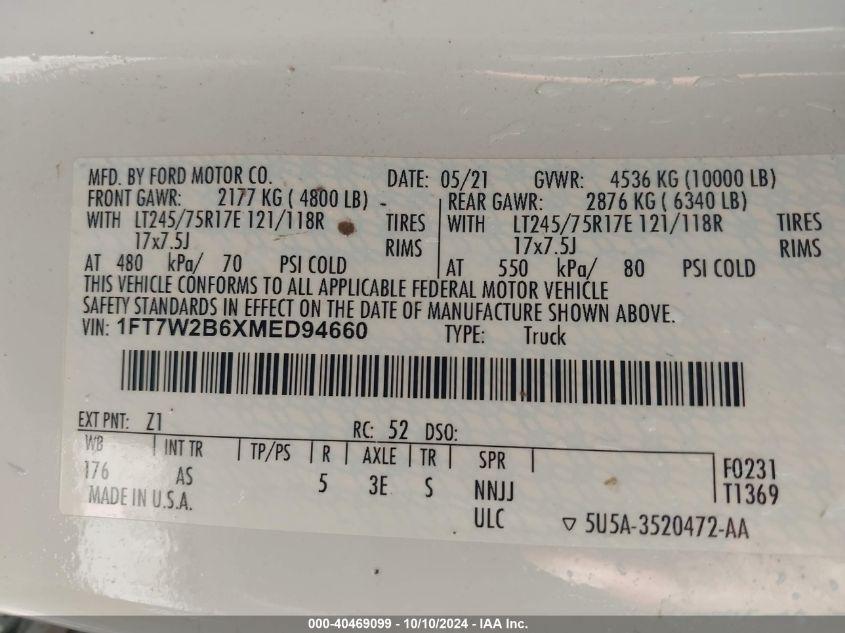 MFD. BY FORD MOTOR CO. DATE: 05/21 GVWR: 4536 KG (10000 LB)
FRONT GAWR: 2177 KG ( 4800 LB) REAR GAWR: 2876 KG ( 6340 LB)
WITH LT245/75R17E 121/118R TIRES WITH LT245/75R17E 121/118R TIRES
17x7.5J RIMS 17x7.5J RIMS
AT 480 kPa/ 70 PSI COLD AT 550 kPa/ 80 PSI COLD
THIS VEHICLE CONFORMS TO ALL APPLICABLE FEDERAL MOTOR VEHICLE
SAFETY STANDARDS IN EFFECT ON THE DATE OF MANUFACTURE SHOWN ABOVE.
VIN: 1FT7W2B6XMED94660 TYPE: Truck
EXT PNT: Z1 RC: 52 DSO:
WB INT TR TP/PS R AXLE TR SPR F0231
176 AS 5 3E S NNJJ T1369
MADE IN U.S.A. ULC 5U5A-3520472-AA
000-40469099 - 10/10/2024 - IAA Inc.